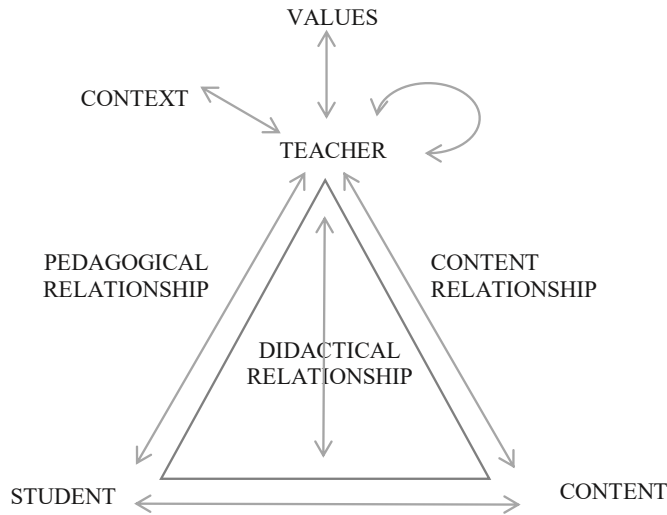 VALUES
CONTEXT
TEACHER
PEDAGOGICAL
RELATIONSHIP
CONTENT
RELATIONSHIP
DIDACTICAL
RELATIONSHIP
STUDENT
CONTENT